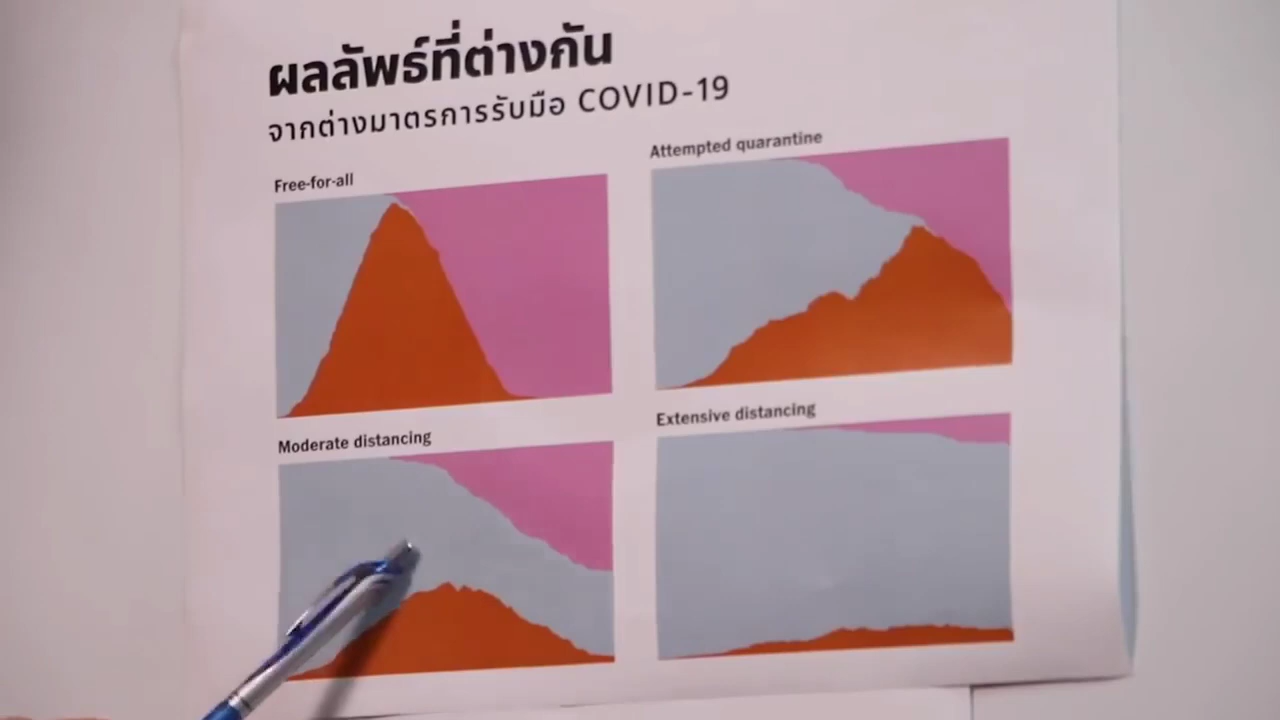 ผลลัพธ์ที่ต่างกัน
จากต่างมาตรการรับมือ COVID-19
Free-for-all
Attempted quarantine
Moderate distancing
Extensive distancing